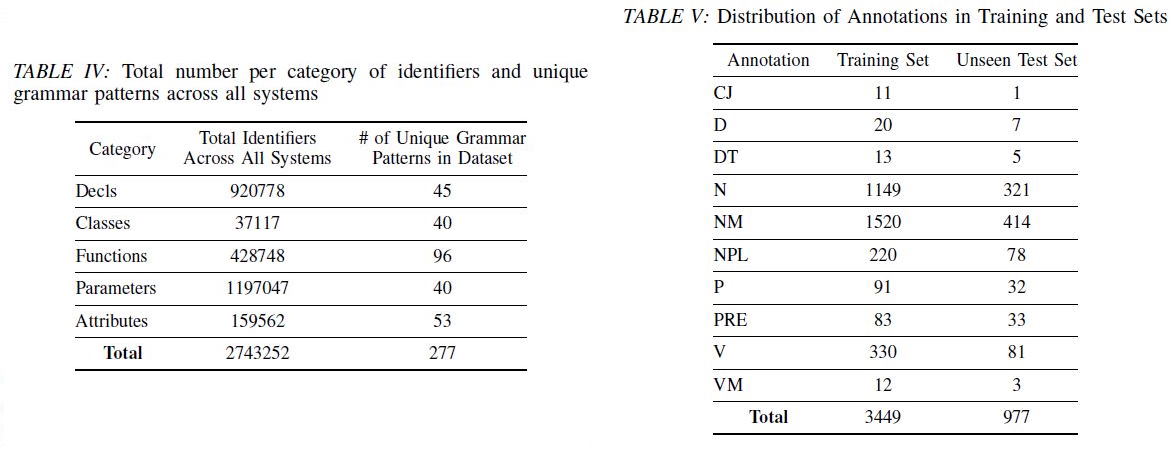 TABLE IV: Total number per category of identifiers and unique
grammar patterns across all systems
Category Total Identifiers Across All Systems # of Unique Grammar Patterns in Dataset
Decls 920778 45
Classes 37117 40
Functions 428748 96
Parameters 1197047 40
Attributes 159562 53
Total 2743252 277
TABLE V: Distribution of Annotations in Training and Test Sets
Annotation Training Set Unseen Test Set
CJ 11 1
D 20 7
DT 13 5
N 1149 321
NM 1520 414
NPL 220 78
P 91 32
PRE 83 33
V 330 81
VM 12 3
Total 3449 977